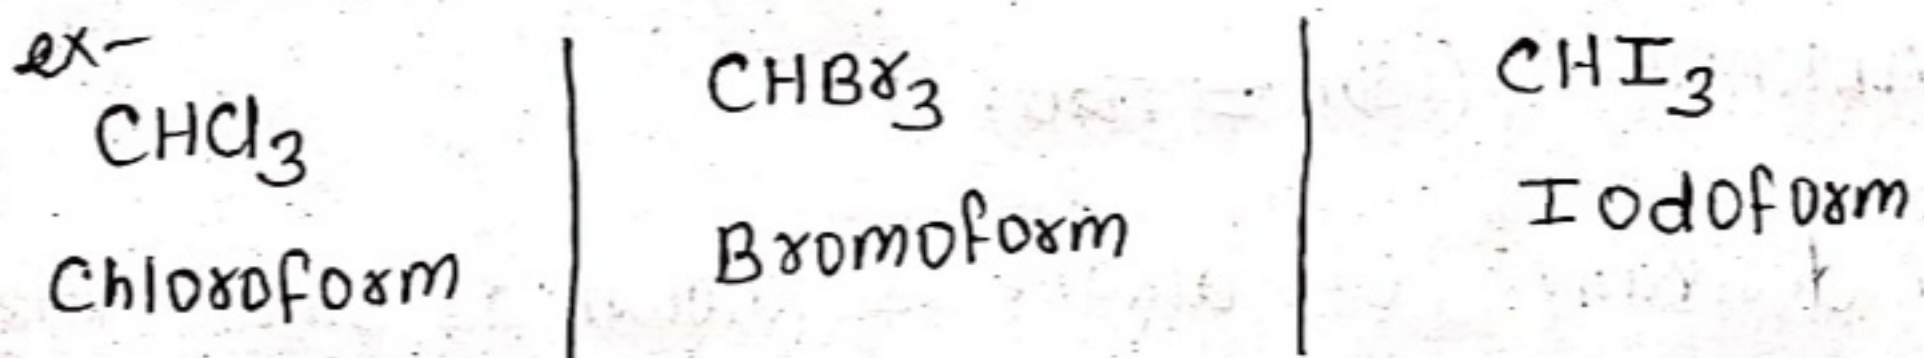 ex-
CHCl3
Chloroform
CHBr3
Bromoform
CHI3
Iodoform